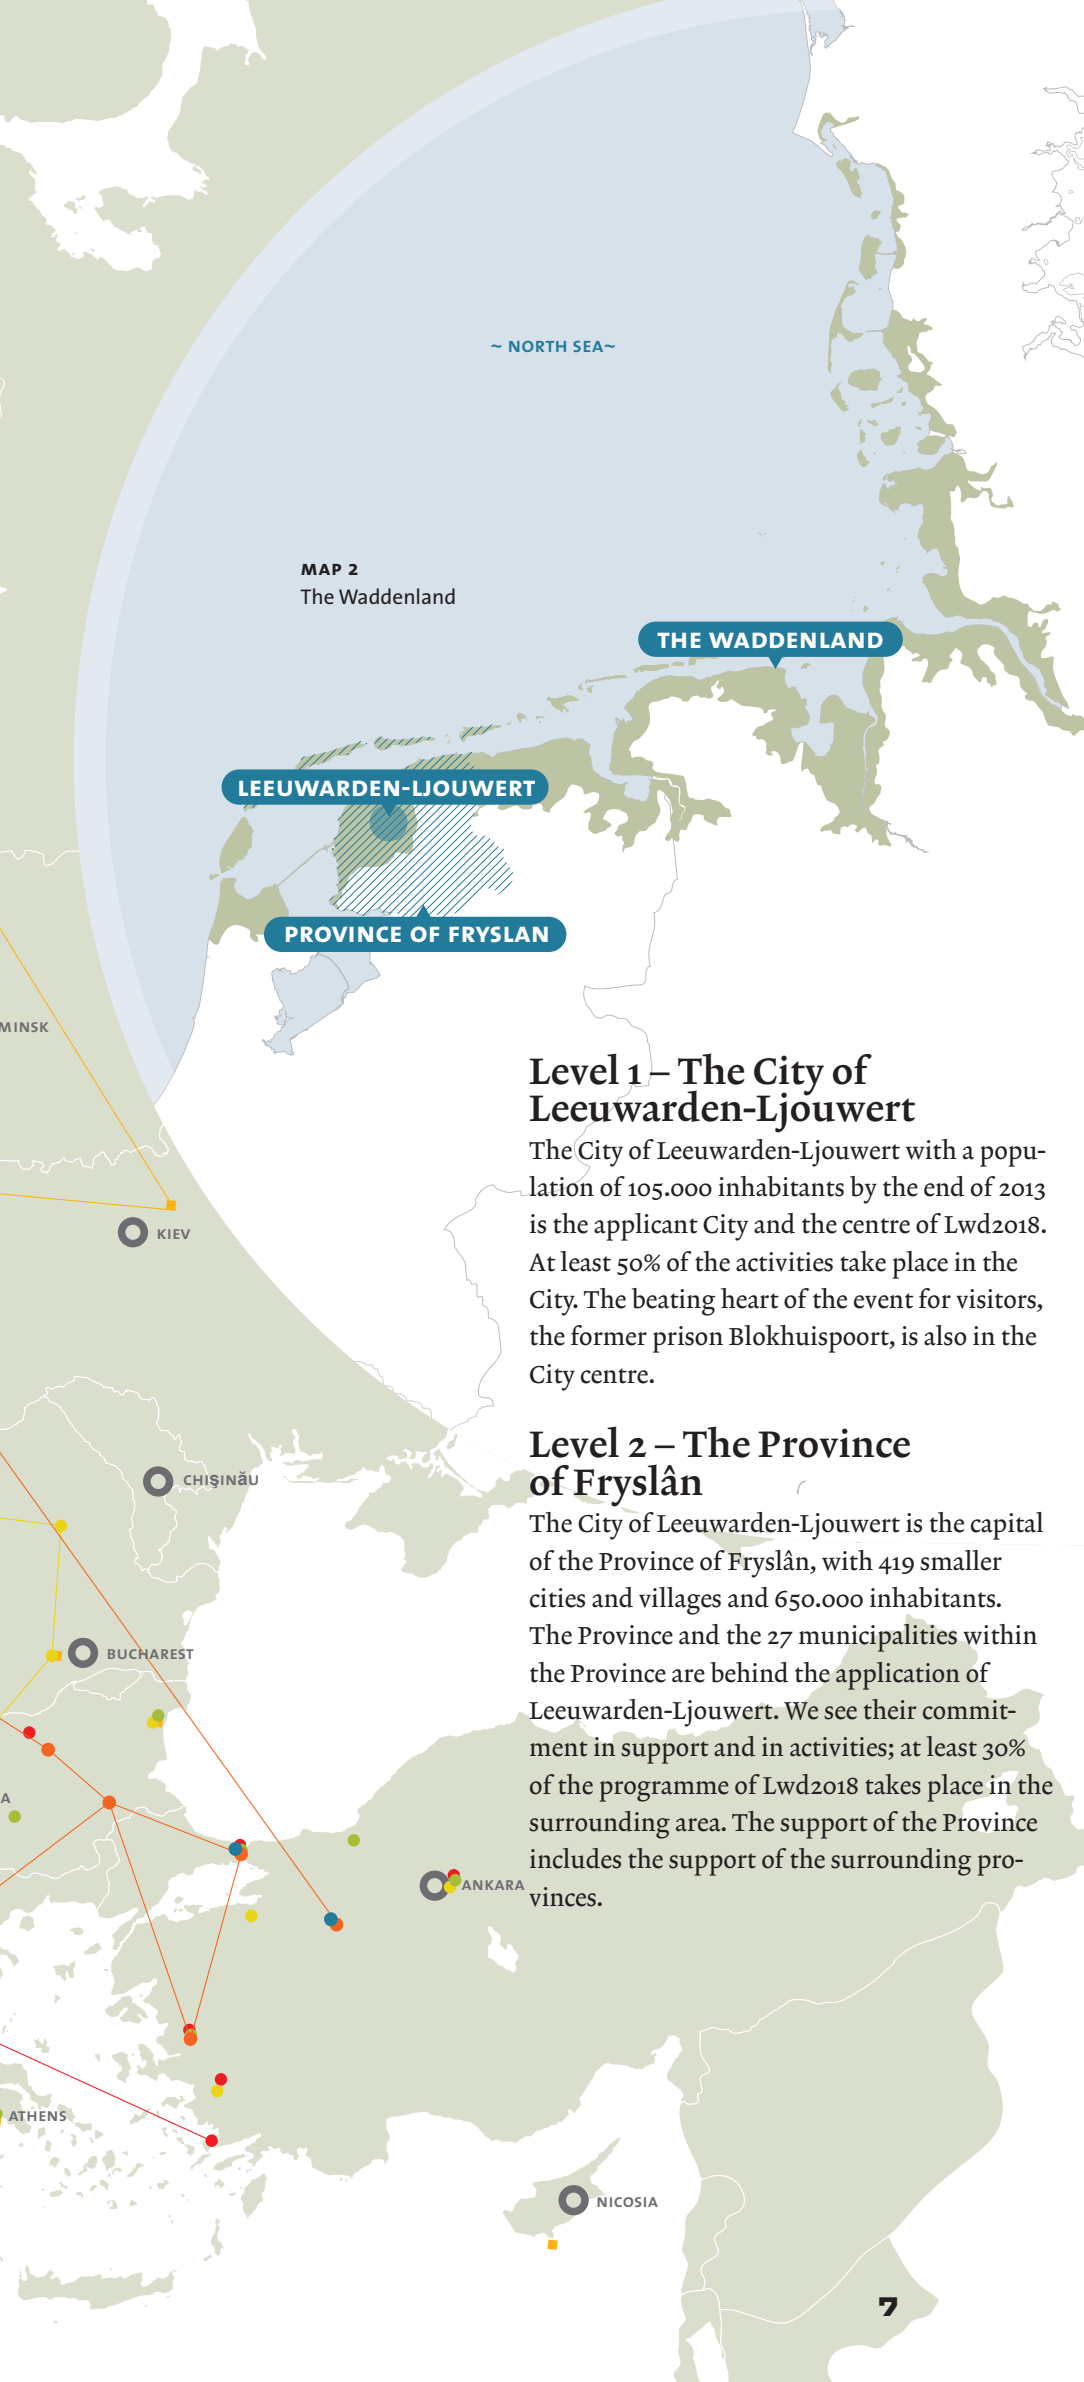 ~ NORTH SEA~
MAP 2
The Waddenland
THE WADDENLAND
LEEUWARDEN-LJOUWERT
PROVINCE OF FRYSLAN
MINSK
KIEV
CHIŞINĂU
BUCHAREST
A
ANKARA
ATHENS
NICOSIA
Level 1 – The City of
Leeuwarden-Ljouwert
The City of Leeuwarden-Ljouwert with a popu-
lation of 105.000 inhabitants by the end of 2013
is the applicant City and the centre of Lwd2018.
At least 50% of the activities take place in the
City. The beating heart of the event for visitors,
the former prison Blokhuispoort, is also in the
City centre.
Level 2 – The Province
of Fryslân
The City of Leeuwarden-Ljouwert is the capital
of the Province of Fryslân, with 419 smaller
cities and villages and 650.000 inhabitants.
The Province and the 27 municipalities within
the Province are behind the application of
Leeuwarden-Ljouwert. We see their commit-
ment in support and in activities; at least 30%
of the programme of Lwd2018 takes place in the
surrounding area. The support of the Province
includes the support of the surrounding pro-
vinces.
7